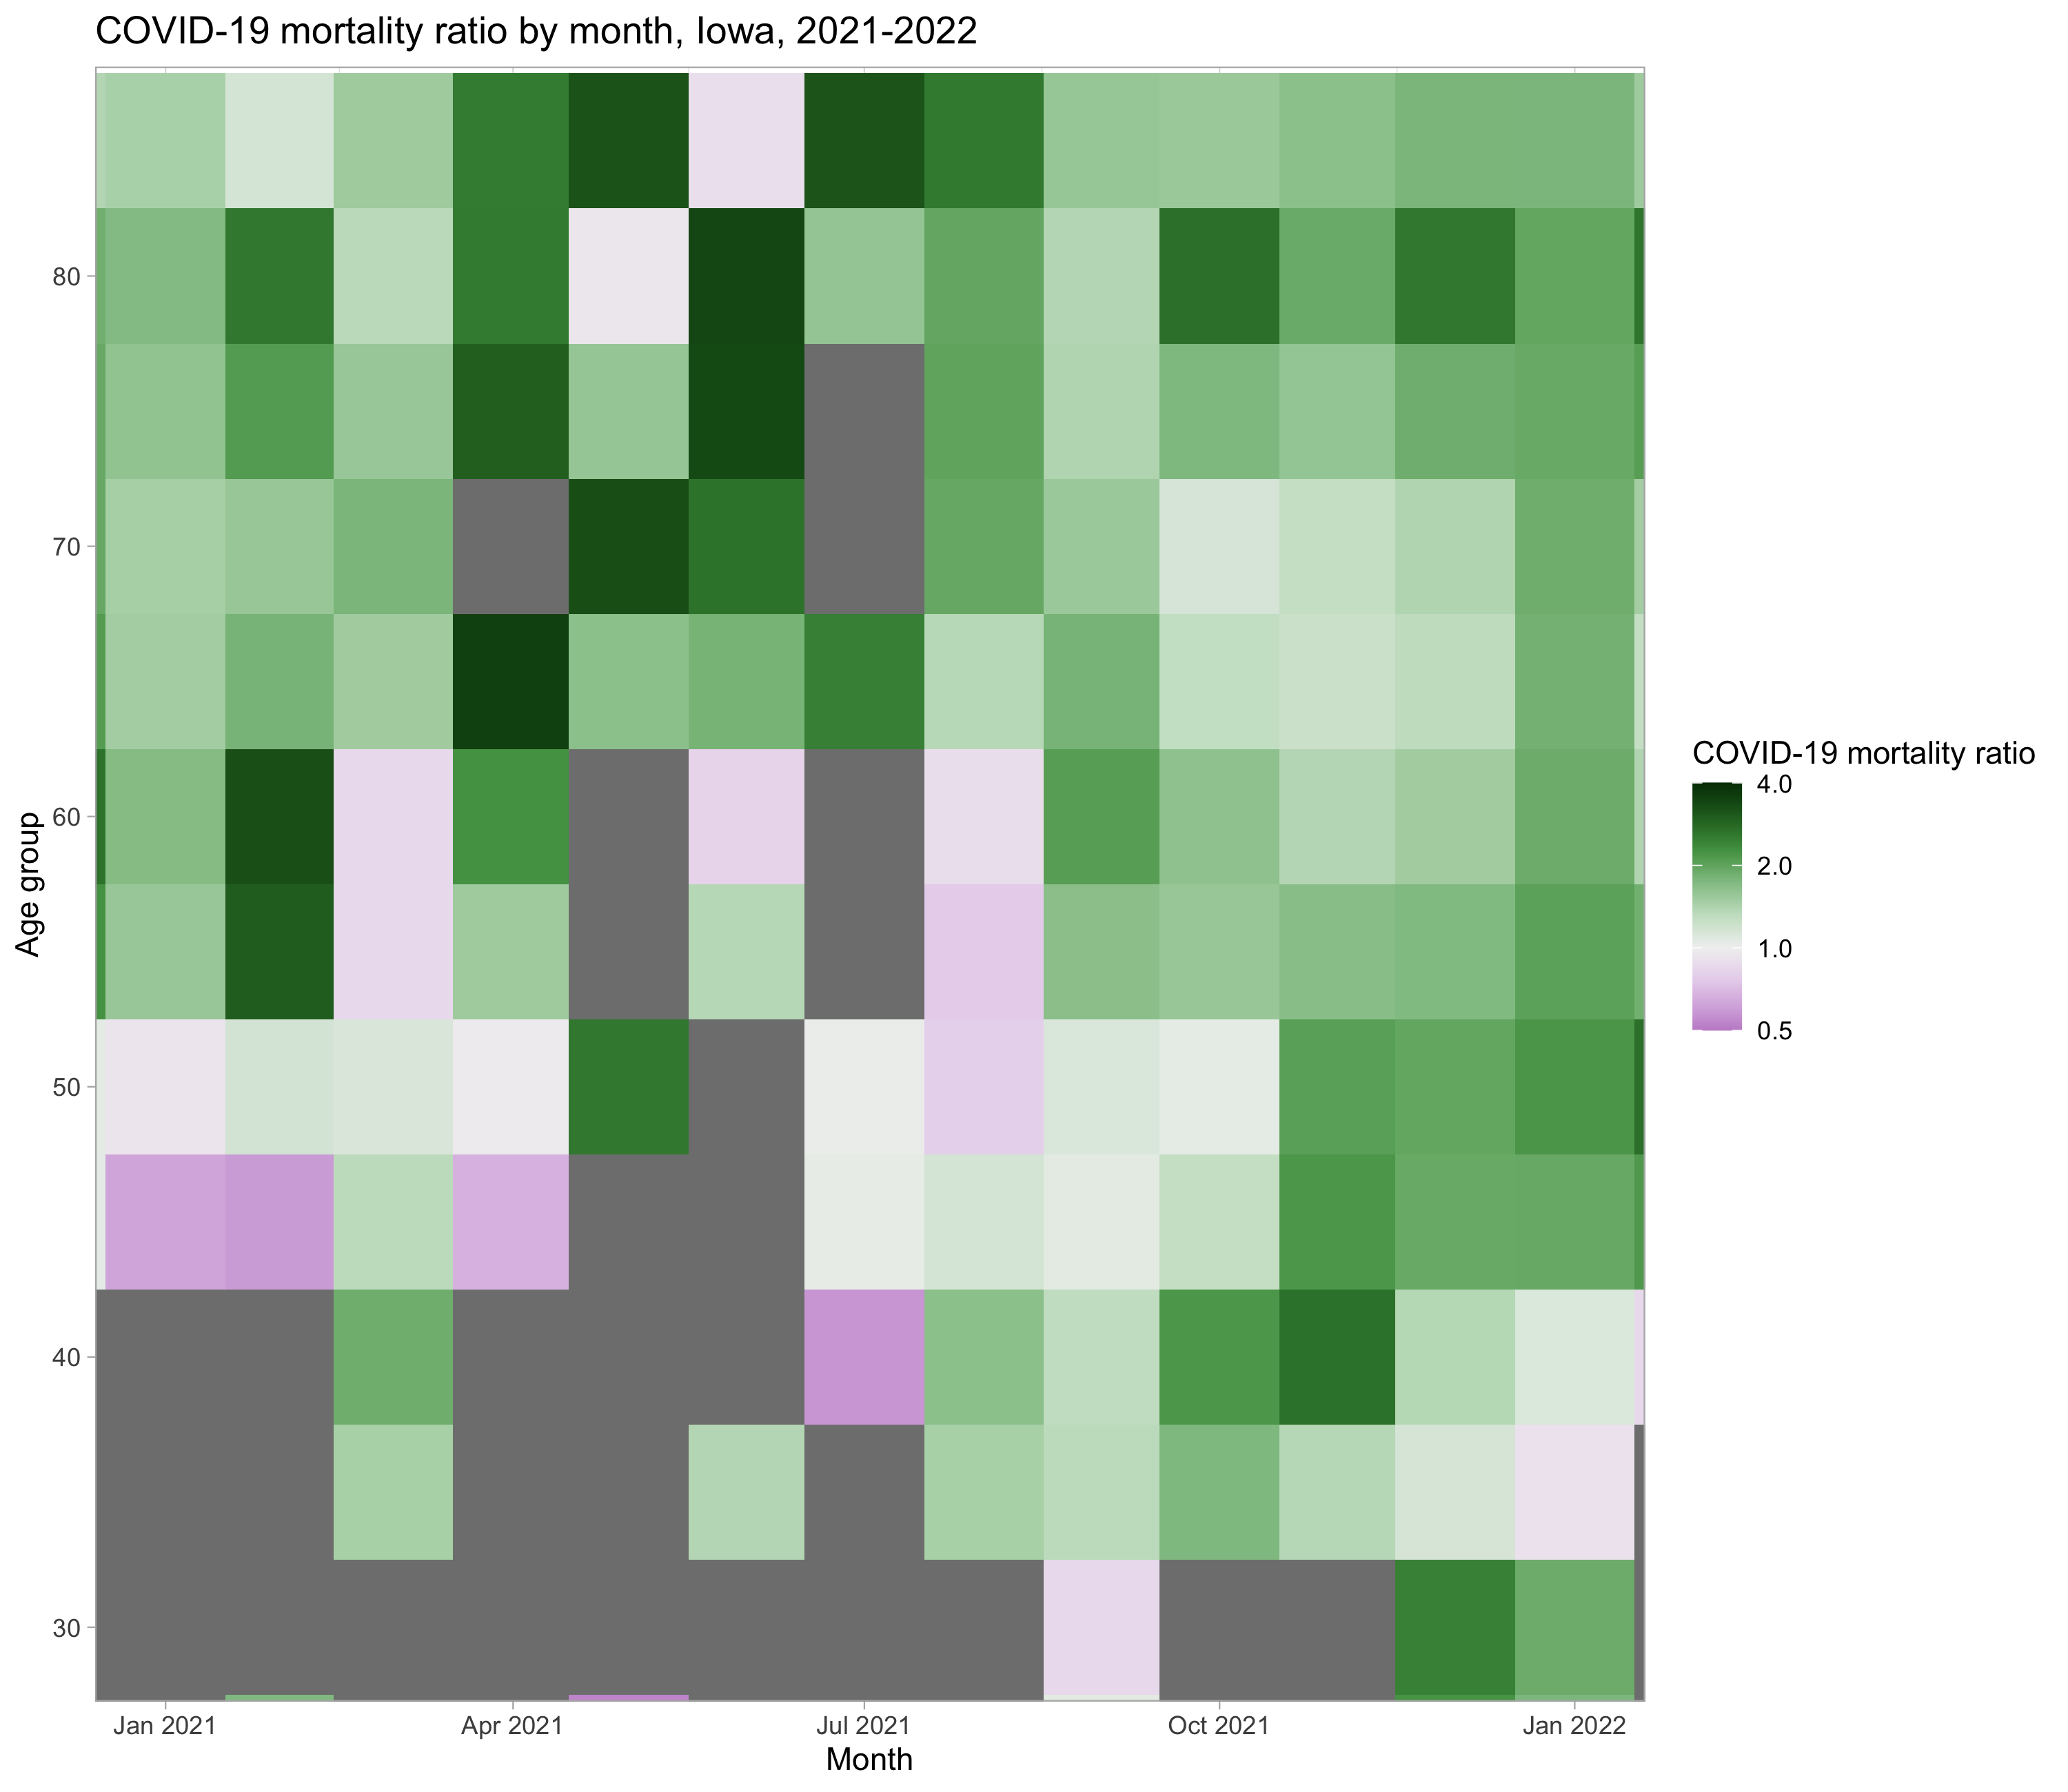 COVID-19 mortality ratio by month, Iowa, 2021-2022
80
70
60
50
40
30
Age group
Jan 2021
Apr 2021
Jul 2021
Oct 2021
Jan 2022
Month
COVID-19 mortality ratio
4.0
2.0
1.0
0.5